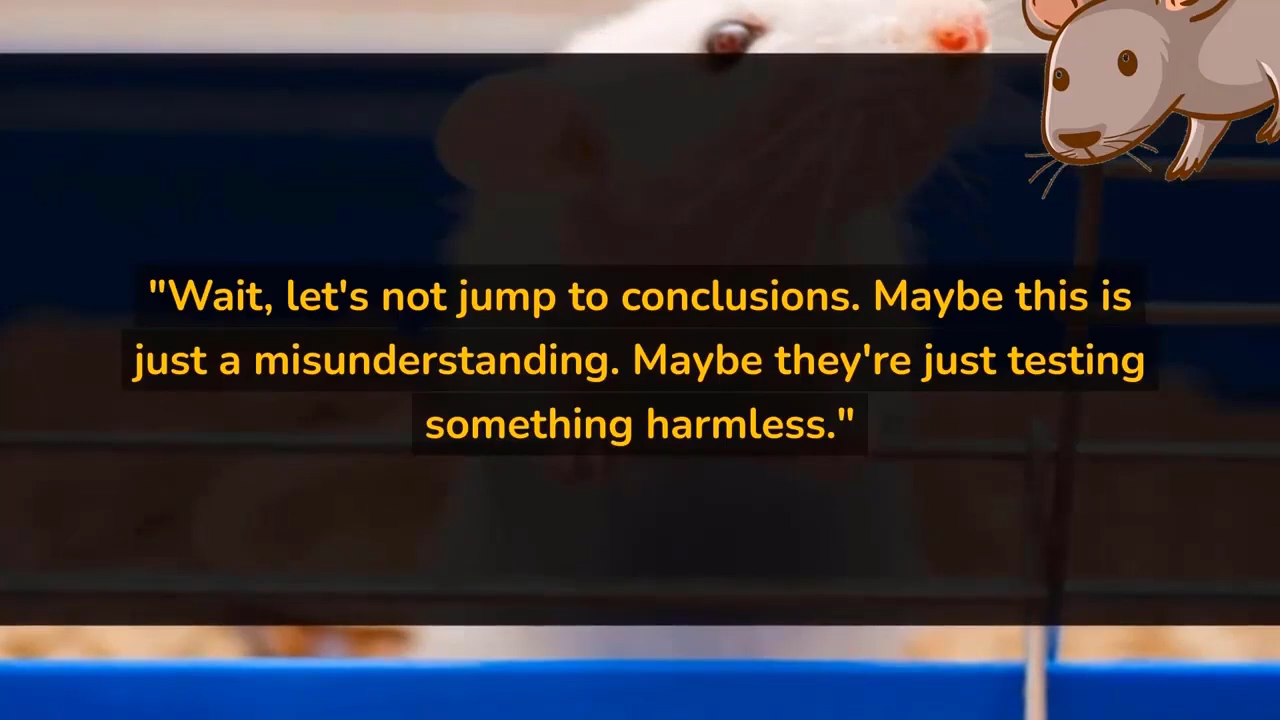 "Wait, let's not jump to conclusions. Maybe this is
just a misunderstanding. Maybe they're just testing
something harmless."